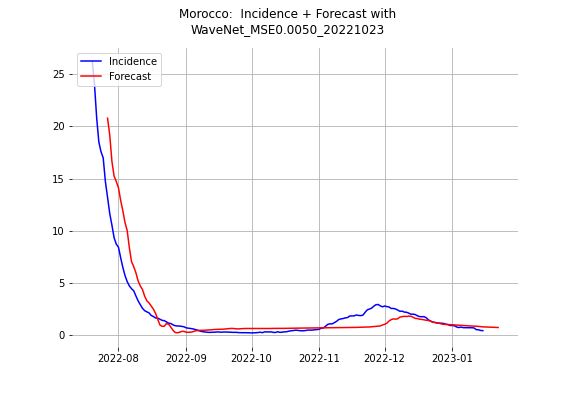 Morocco:  Incidence + Forecast with
WaveNet_MSE0.0050_20221023
Incidence
Forecast
25
20
15
10
5
0
2022-08 2022-09 2022-10 2022-11 2022-12 2023-01